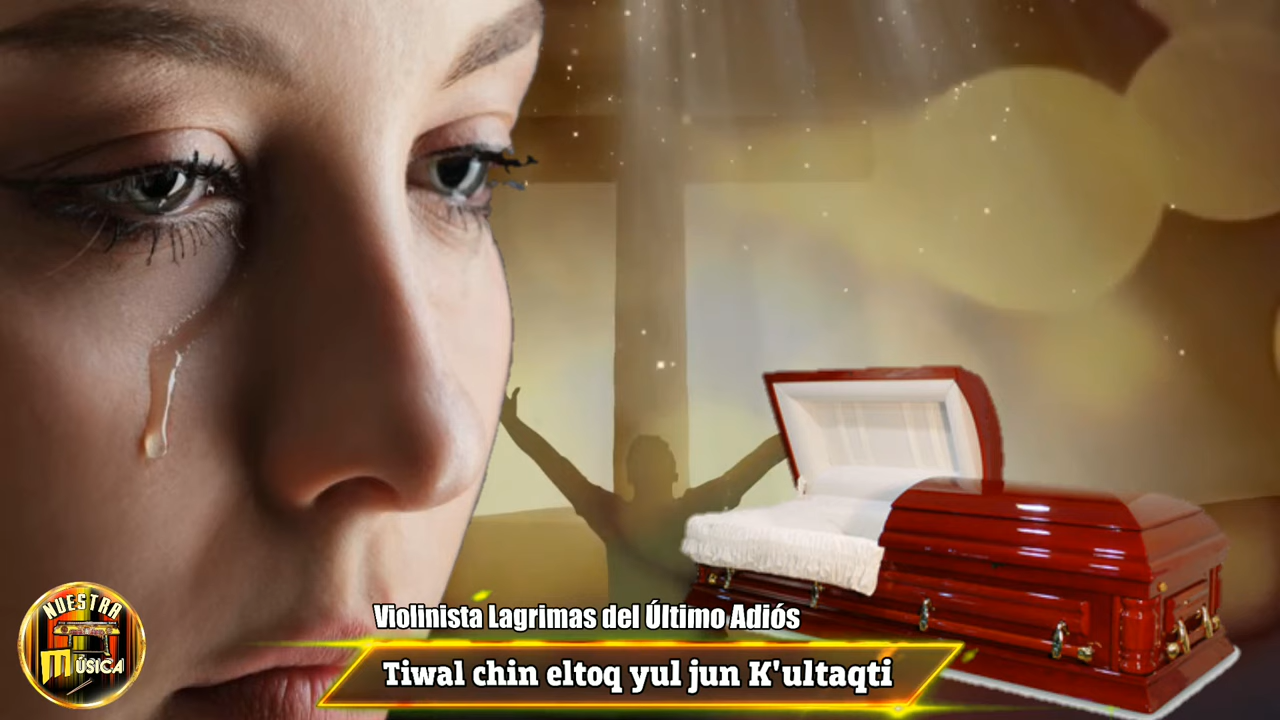 Violinista Lagrimas del Último Adiós
Tiwal chin eltoq yul jun K'ultaqti
NUESTRA
MÚSICA